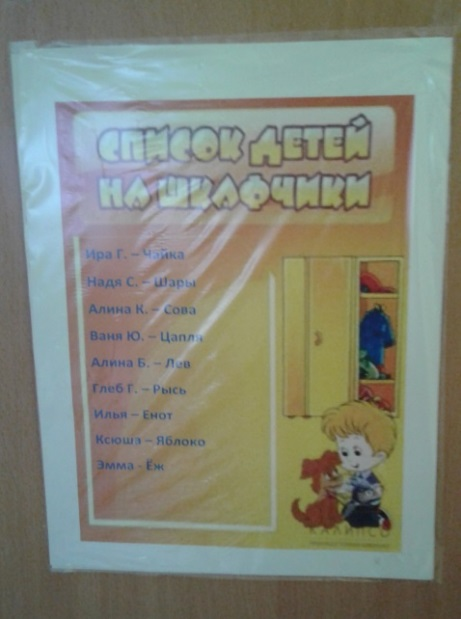 СПИСОК ДЕТЕЙ
НА ШКАФЧИКИ
Ира Г. – Чайка
Надя С. – Шары
Алина К. – Сова
Ваня Ю. – Цапля
Алина Б. – Лев
Глеб Г. – Рысь
Илья – Енот
Ксюша – Яблоко
Эмма - Ёж
КАЛИПСО